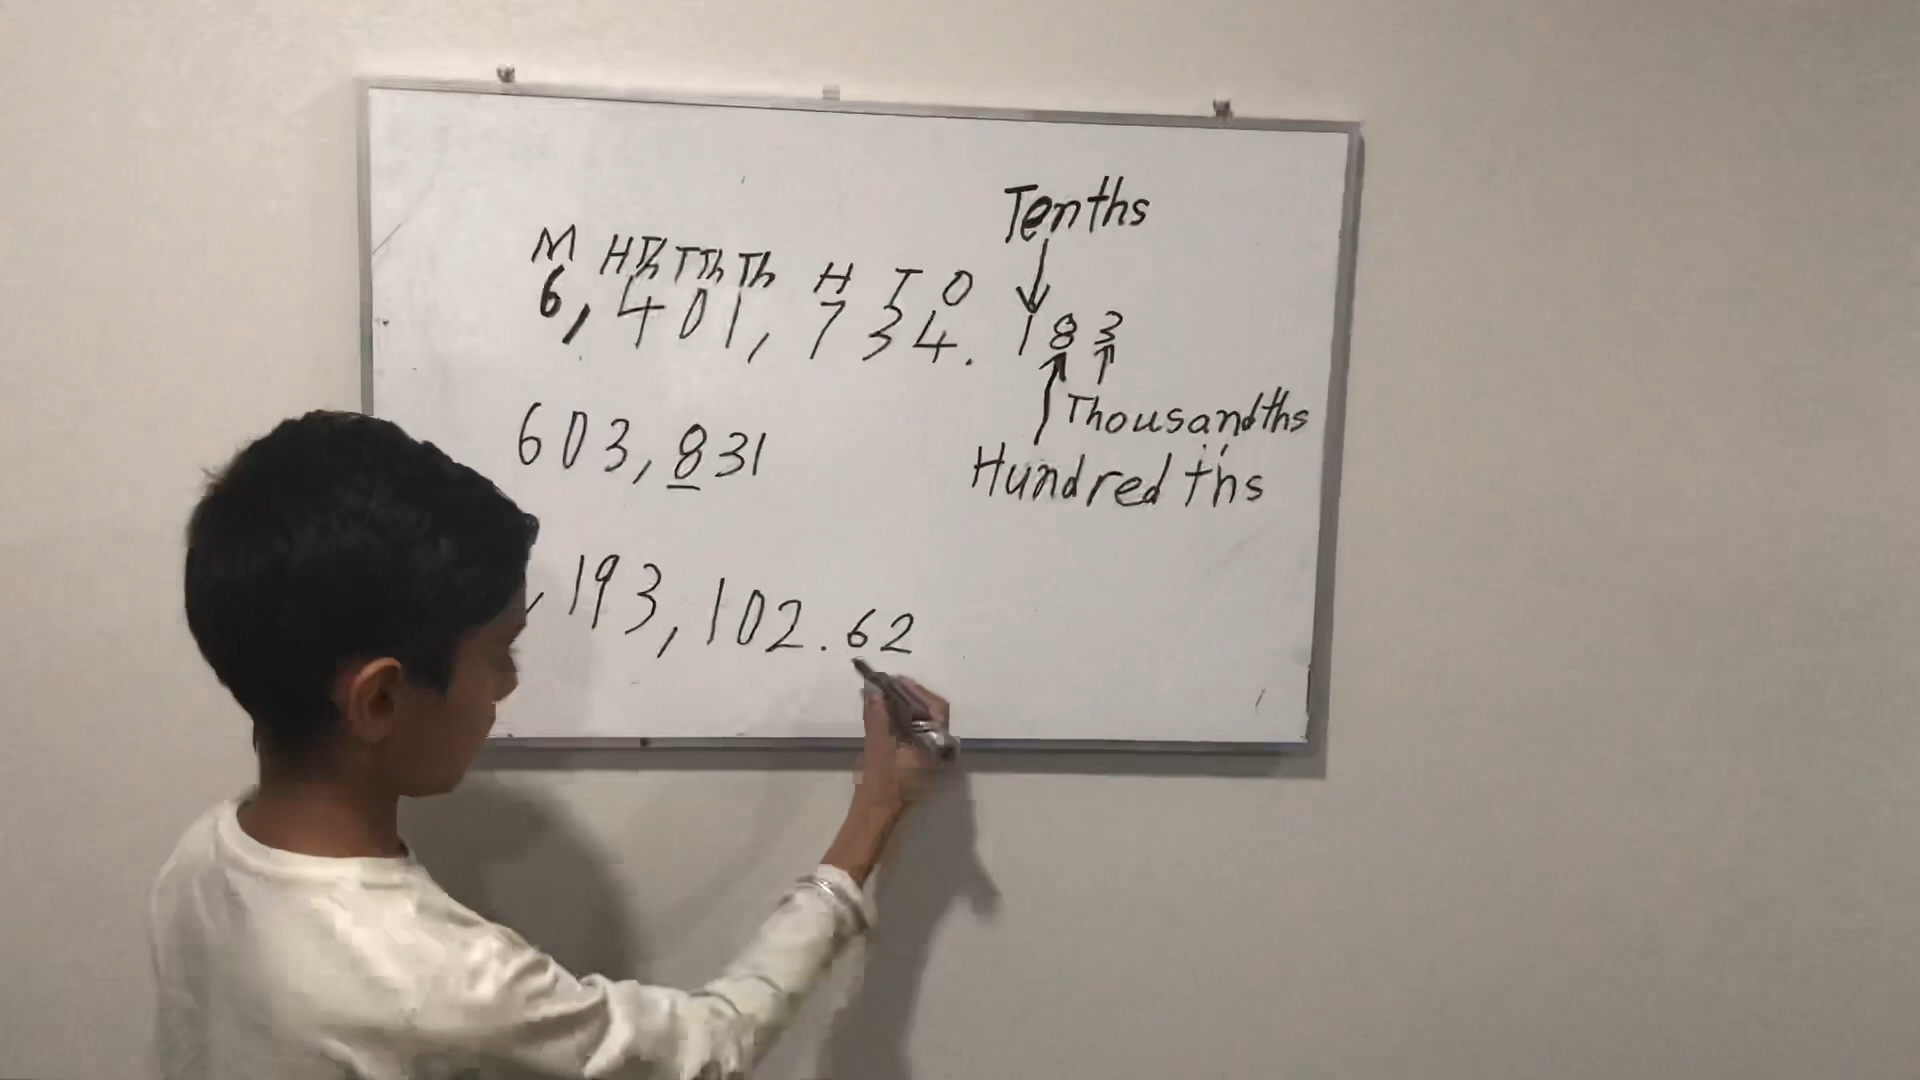 Tenths
M HTh TTh Th H T O
6,401,734.183
Thousandths
603,831
Hundredths
,193,102.62